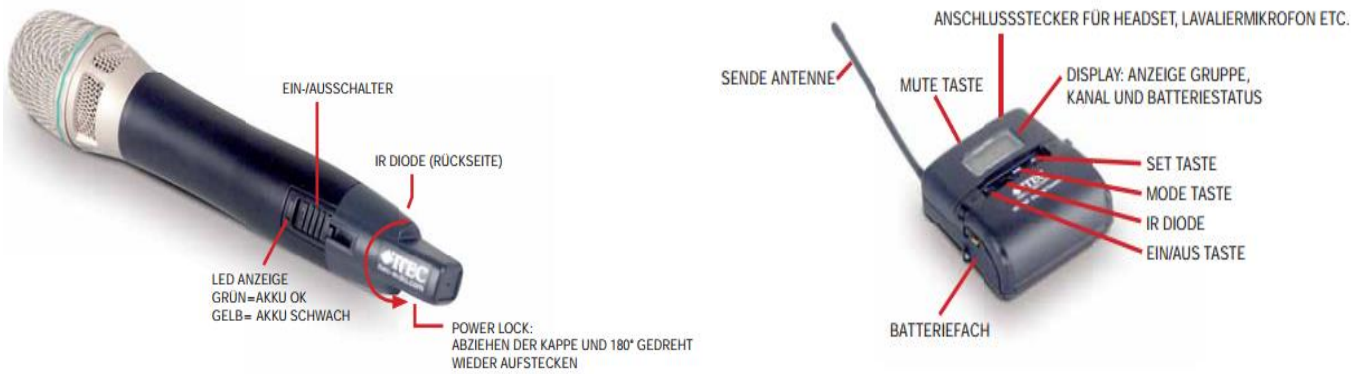 EIN-/AUSSCHALTER
IR DIODE (RÜCKSEITE)
LED ANZEIGE
GRÜN=AKKU OK
GELB= AKKU SCHWACH
ITEC
POWER LOCK:
ABZIEHEN DER KAPPE UND 180° GEDREHT
WIEDER AUFSTECKEN
ANSCHLUSSSTECKER FÜR HEADSET, LAVALIERMIKROFON ETC.
SENDE ANTENNE
MUTE TASTE
DISPLAY: ANZEIGE GRUPPE,
KANAL UND BATTERIESTATUS
SET TASTE
MODE TASTE
IR DIODE
EIN/AUS TASTE
ITEC
BATTERIEFACH